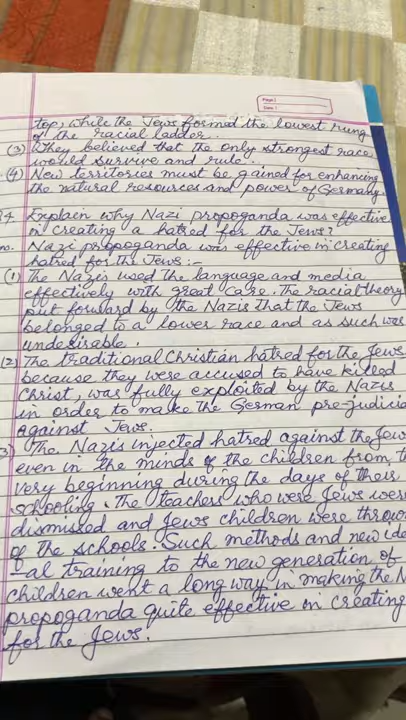 Page:
Date:
top, while the Jews formed the lowest rung
of the racial ladder.
(3) They believed that the only strongest race
would survive and rule.
(4) New territories must be gained for enhancing
the natural resources and power of Germany.
Explain why Nazi propoganda was effective
in creating a hatred for the Jews?
Nazi propoganda was effective in creating
hatred for the Jews :-
(1) The Nazis used the language and media
effectively with great care. The racial theory
put forward by the Nazis that the Jews
belonged to a lower race and as such was
undesirable.
(2) The traditional Christian hatred for the Jews
because they were accused to have killed
Christ, was fully exploited by the Nazis
in order to make the German pre-judicia
against Jews.
The Nazis injected hatred against the Jew
even in the minds of the children from
very beginning during the days of their
schooling. The teachers who were Jews were
dismissed and Jews children were throw
of the schools. Such methods and new ide
-al training to the new generation of
children went a long way in making the N
propoganda quite effective in creating
for the Jews.